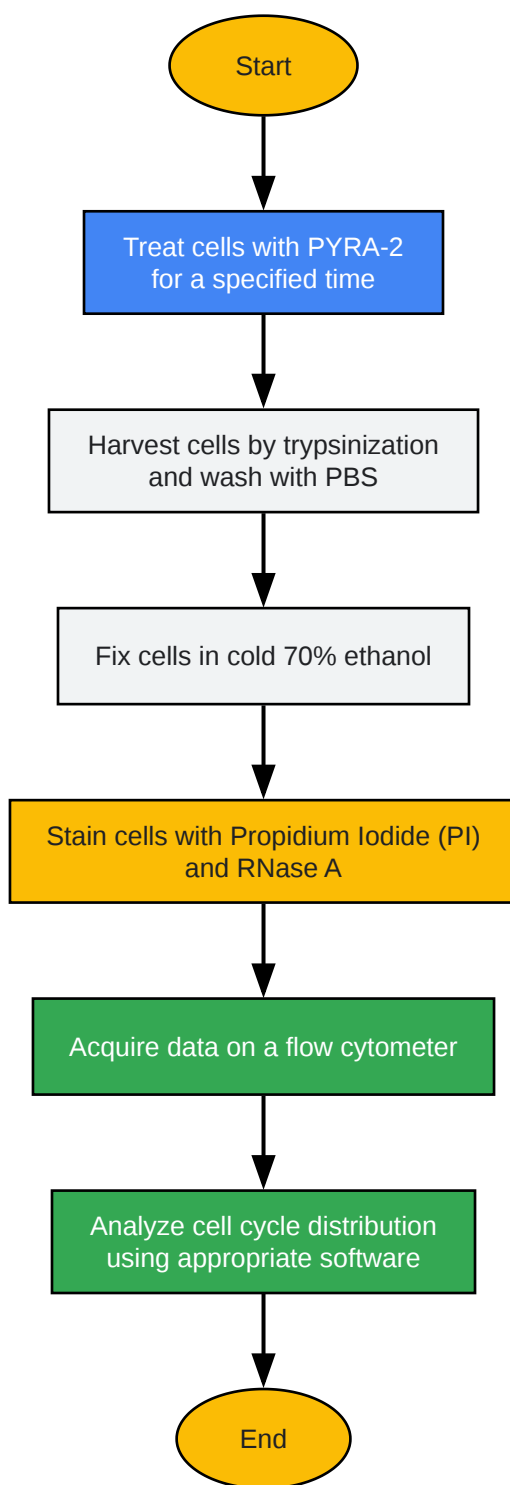 Start
Treat cells with PYRA-2
for a specified time
Harvest cells by trypsinization
and wash with PBS
Fix cells in cold 70% ethanol
Stain cells with Propidium Iodide (PI)
and RNase A
Acquire data on a flow cytometer
Analyze cell cycle distribution
using appropriate software
End